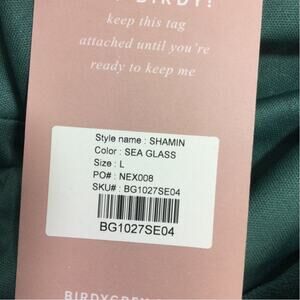 BIRDY!
keep this tag
attached until you're
ready to keep me
Style name : SHAMIN
Color : SEA GLASS
Size : L
PO# : NEX008
SKU# : BG1027SE04
BG1027SE04